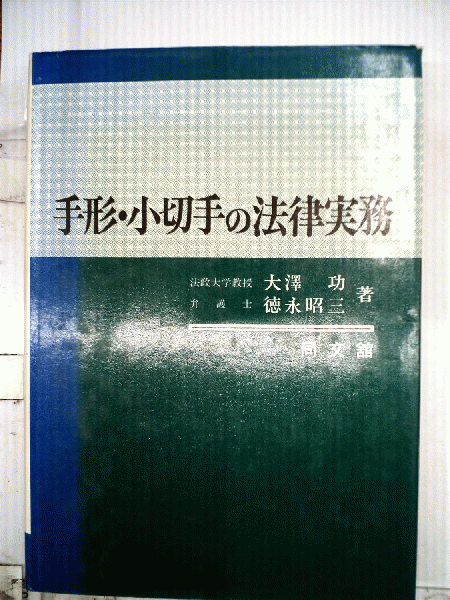 手形・小切手の法律実務
法政大学教授 大澤 功
弁護士 徳永昭三 著
同文舘